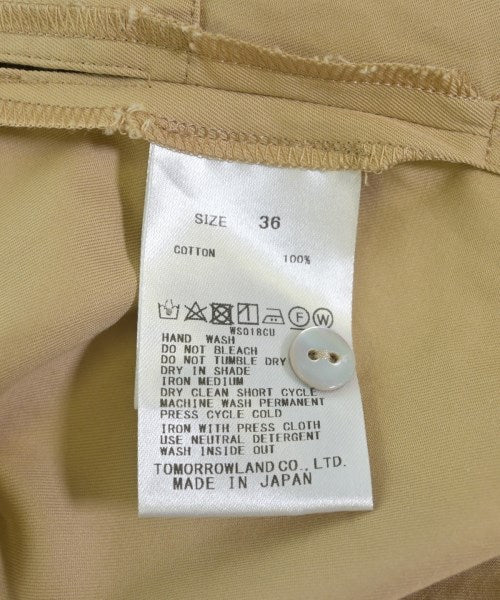 SIZE 36
COTTON 100%
F W
WS018CU
HAND WASH
DO NOT BLEACH
DO NOT TUMBLE DRY
DRY IN SHADE
IRON MEDIUM
DRY CLEAN SHORT CYCLE
MACHINE WASH PERMANENT
PRESS CYCLE COLD
IRON WITH PRESS CLOTH
USE NEUTRAL DETERGENT
WASH INSIDE OUT
TOMORROWLAND CO., LTD.
MADE IN JAPAN